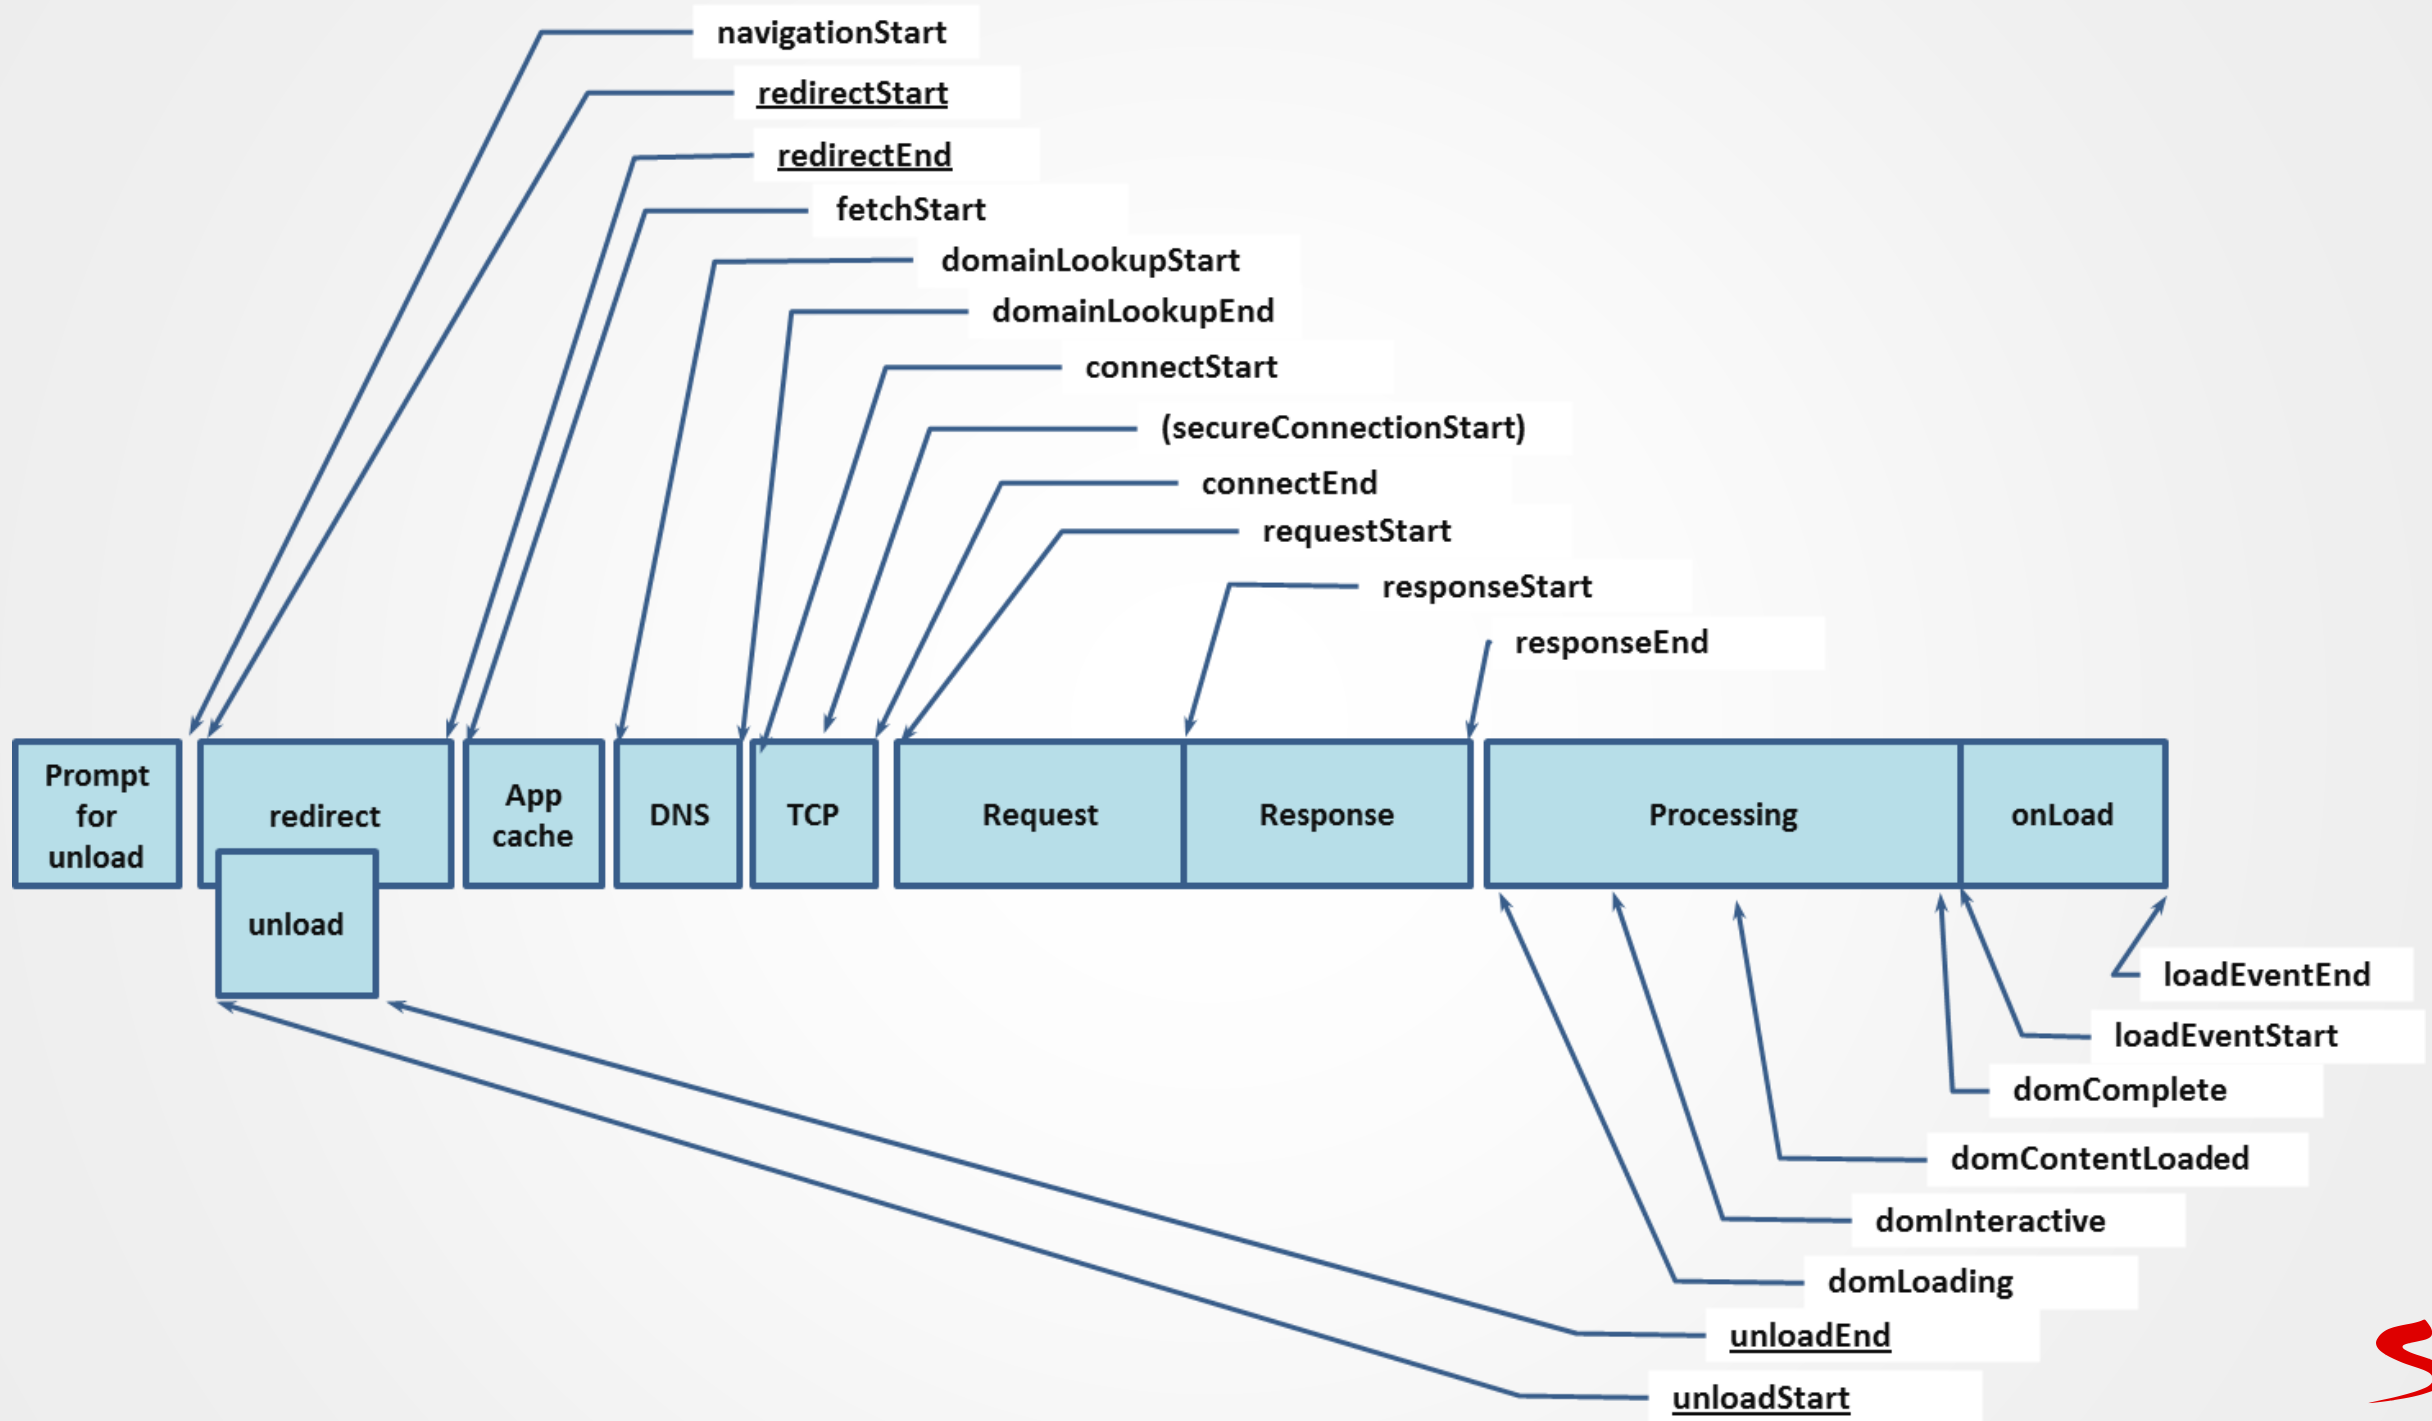 navigationStart
redirectStart
redirectEnd
fetchStart
domainLookupStart
domainLookupEnd
connectStart
(secureConnectionStart)
connectEnd
requestStart
responseStart
responseEnd
Prompt
for
unload
redirect
unload
App
cache
DNS
TCP
Request
Response
Processing
onLoad
loadEventEnd
loadEventStart
domComplete
domContentLoaded
domInteractive
domLoading
unloadEnd
unloadStart